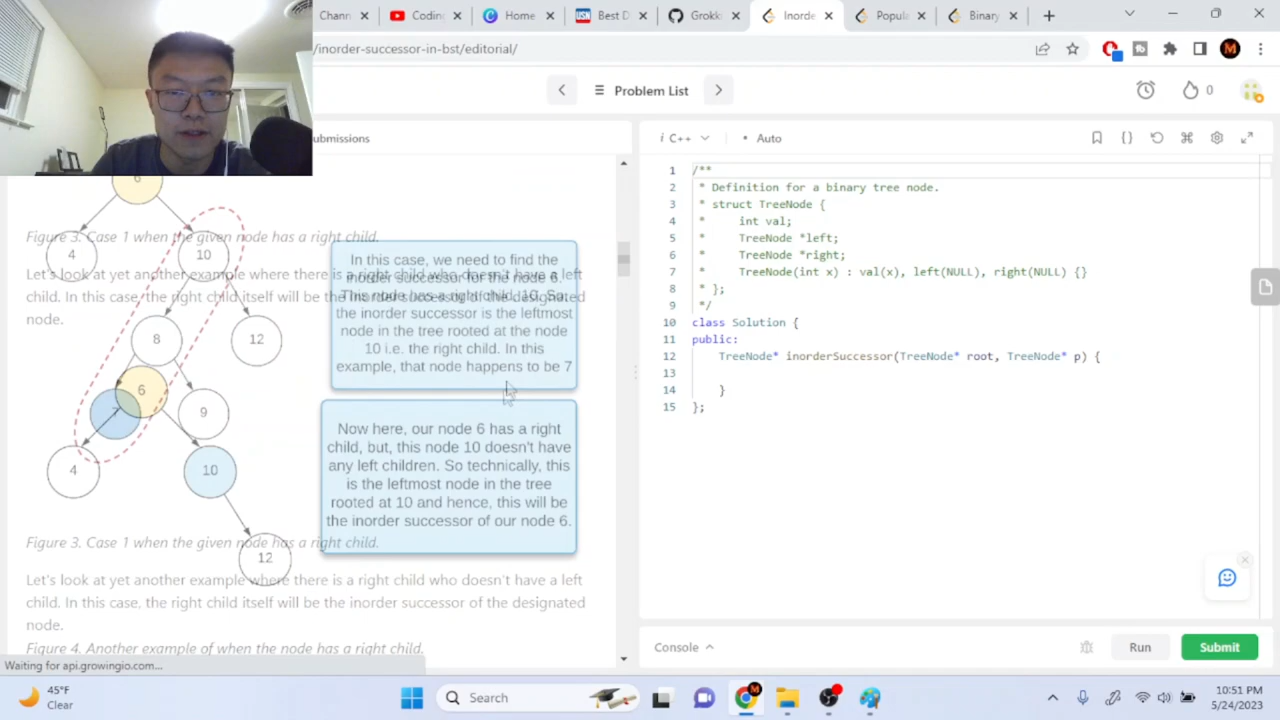 Chann
Codin
Home
Best D
Grokki
Inorde
Popula
Binary
/inorder-successor-in-bst/editorial/
Problem List
0
ubmissions
i C++
Auto
6
Figure 3. Case 1 when the given node has a right child.
4
10
Let's look at yet another example where there is a right child who doesn't have a left
child. In this case, the right child itself will be the inorder successor of the designated
node.
In this case, we need to find the
inorder successor for the node 6.
This node has a right child, 10. So,
the inorder successor is the leftmost
node in the tree rooted at the node
10 i.e. the right child. In this
example, that node happens to be 7
8
12
6
7
9
4
10
12
Now here, our node 6 has a right
child, but, this node 10 doesn't have
any left children. So technically, this
is the leftmost node in the tree
rooted at 10 and hence, this will be
the inorder successor of our node 6.
Figure 3. Case 1 when the given node has a right child.
Let's look at yet another example where there is a right child who doesn't have a left
child. In this case, the right child itself will be the inorder successor of the designated
node.
Figure 4. Another example of when the node has a right child.
Waiting for api.growingio.com...
1 /**
2 * Definition for a binary tree node.
3 * struct TreeNode {
4 *     int val;
5 *     TreeNode *left;
6 *     TreeNode *right;
7 *     TreeNode(int x) : val(x), left(NULL), right(NULL) {}
8 * };
9 */
10 class Solution {
11 public:
12     TreeNode* inorderSuccessor(TreeNode* root, TreeNode* p) {
13
14     }
15 };
Console
Run
Submit
45°F
Clear
Search
10:51 PM
5/24/2023